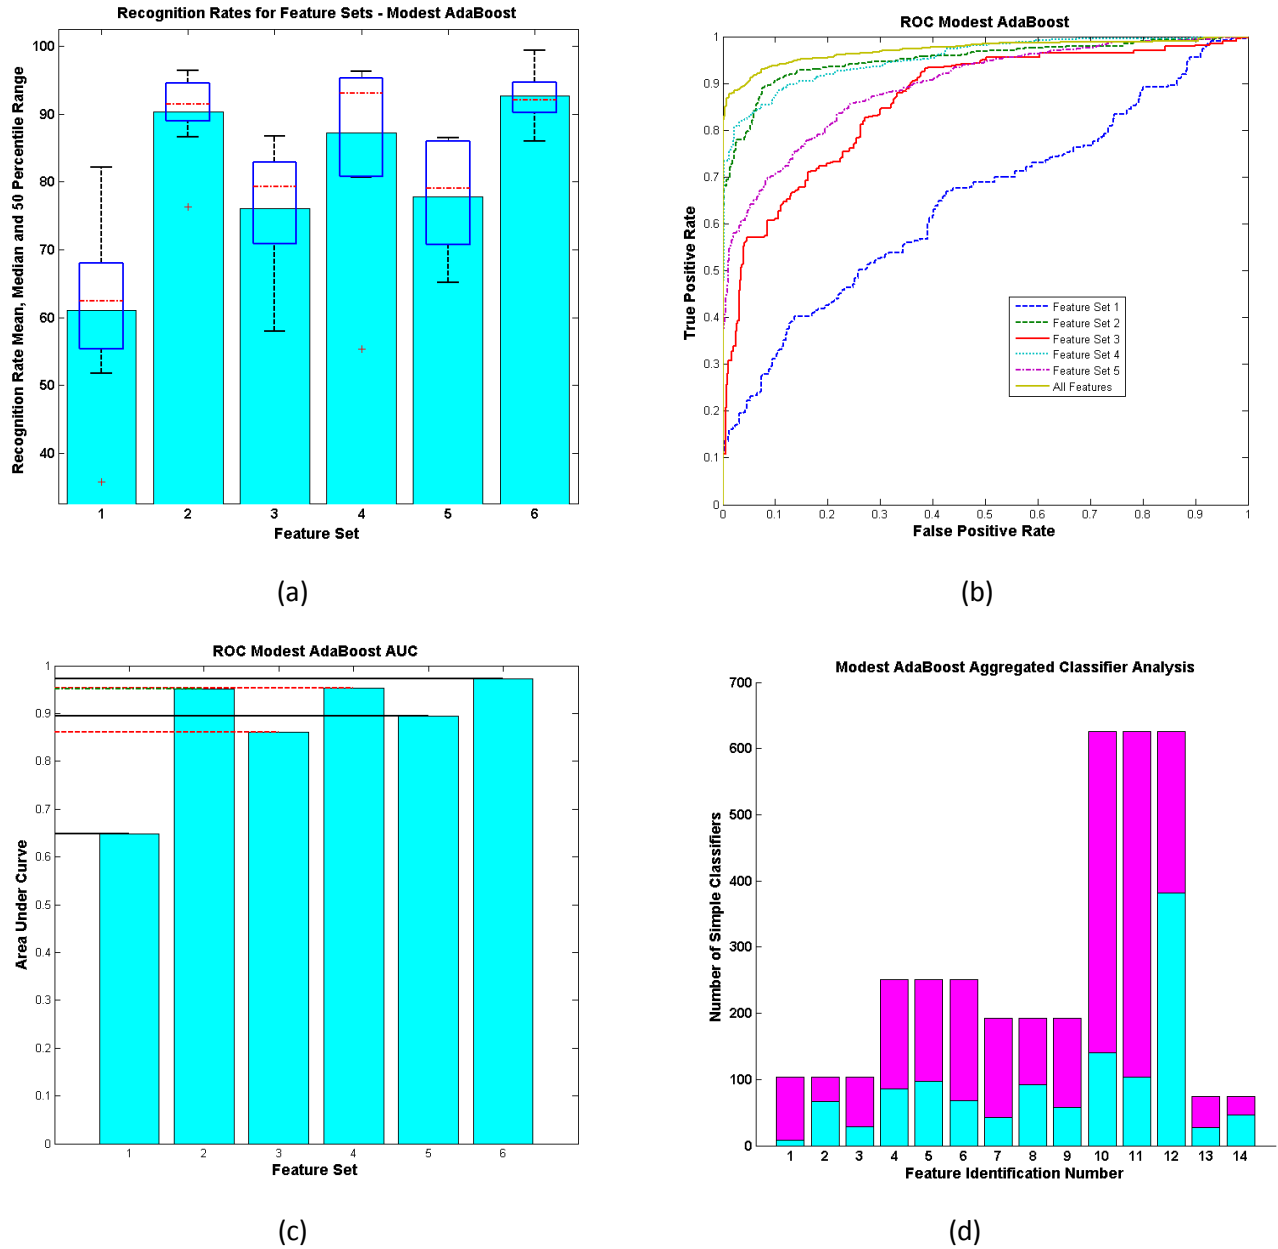 Recognition Rates for Feature Sets - Modest AdaBoost
Recognition Rate Mean, Median and 50 Percentile Range
100
90
80
70
60
50
40
1 2 3 4 5 6
Feature Set
(a)
ROC Modest AdaBoost
True Positive Rate
1
0.9
0.8
0.7
0.6
0.5
0.4
0.3
0.2
0.1
0
Feature Set 1
Feature Set 2
Feature Set 3
Feature Set 4
Feature Set 5
All Features
0 0.1 0.2 0.3 0.4 0.5 0.6 0.7 0.8 0.9 1
False Positive Rate
(b)
ROC Modest AdaBoost AUC
Area Under Curve
1
0.9
0.8
0.7
0.6
0.5
0.4
0.3
0.2
0.1
0
1 2 3 4 5 6
Feature Set
(c)
Modest AdaBoost Aggregated Classifier Analysis
Number of Simple Classifiers
700
600
500
400
300
200
100
0
1 2 3 4 5 6 7 8 9 10 11 12 13 14
Feature Identification Number
(d)